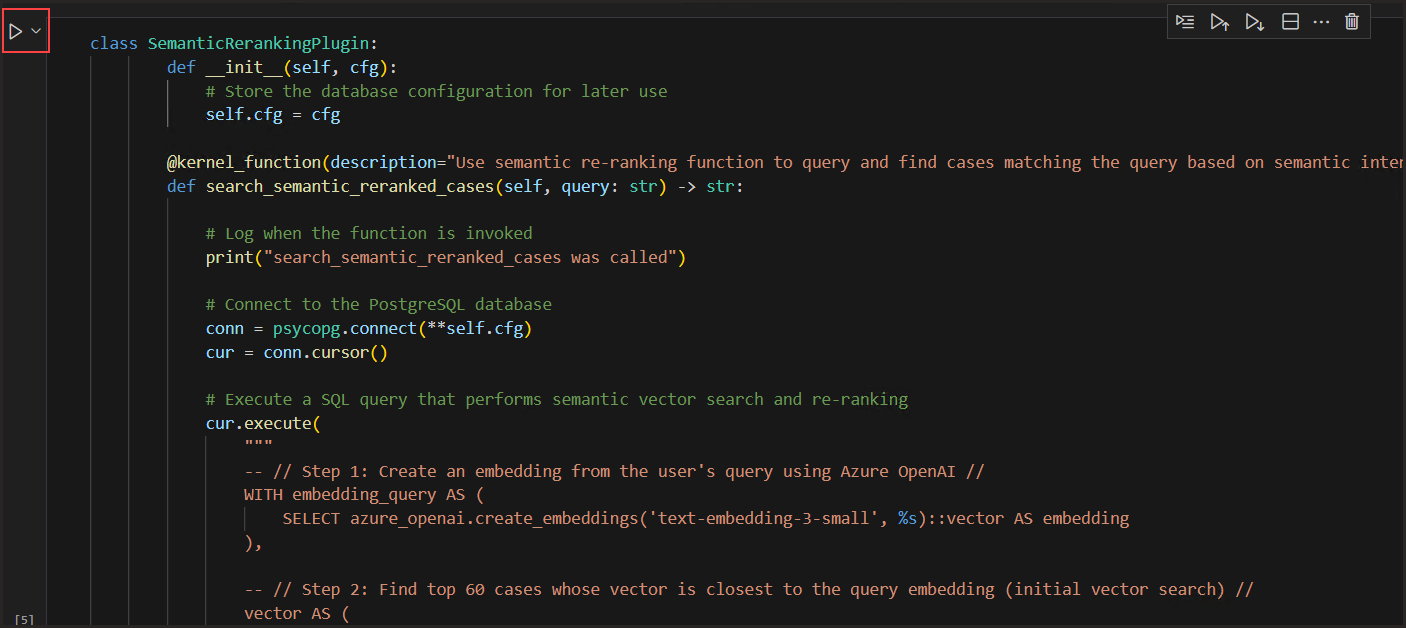 class SemanticRerankingPlugin:
        def __init__(self, cfg):
            # Store the database configuration for later use
            self.cfg = cfg

        @kernel_function(description="Use semantic re-ranking function to query and find cases matching the query based on semantic
        def search_semantic_reranked_cases(self, query: str) -> str:

            # Log when the function is invoked
            print("search_semantic_reranked_cases was called")

            # Connect to the PostgreSQL database
            conn = psycopg.connect(**self.cfg)
            cur = conn.cursor()

            # Execute a SQL query that performs semantic vector search and re-ranking
            cur.execute(
                """
                -- // Step 1: Create an embedding from the user's query using Azure OpenAI //
                WITH embedding_query AS (
                    SELECT azure_openai.create_embeddings('text-embedding-3-small', %s)::vector AS embedding
                ),

                -- // Step 2: Find top 60 cases whose vector is closest to the query embedding (initial vector search) //
                vector AS (
[5]